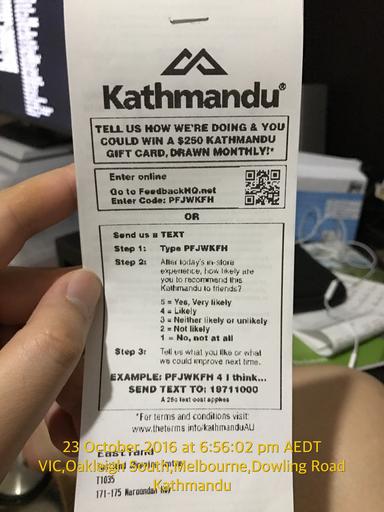 Kathmandu®
TELL US HOW WE'RE DOING & YOU
COULD WIN A $250 KATHMANDU
GIFT CARD, DRAWN MONTHLY!*
Enter online
Go to FeedbackHQ.net
Enter Code: PFJWKFH
OR
Send us a TEXT
Step 1: Type PFJWKFH
Step 2: After today's in-store
experience, how likely are
you to recommend this
Kathmandu to friends?
5 = Yes, Very likely
4 = Likely
3 = Neither likely or unlikely
2 = Not likely
1 = No, not at all
Step 3: Tell us what you like or what
we could improve next time.
EXAMPLE: PFJWKFH 4 I think...
SEND TEXT TO: 19711000
A 25c text cost applies
*For terms and conditions visit:
www.theterms.info/kathmanduAU
23 October 2016 at 6:56:02 pm AEDT
Eastland
VIC,Oakleigh South,Melbourne,Dowling Road
T1035
Kathmandu
171-175 Maroondah